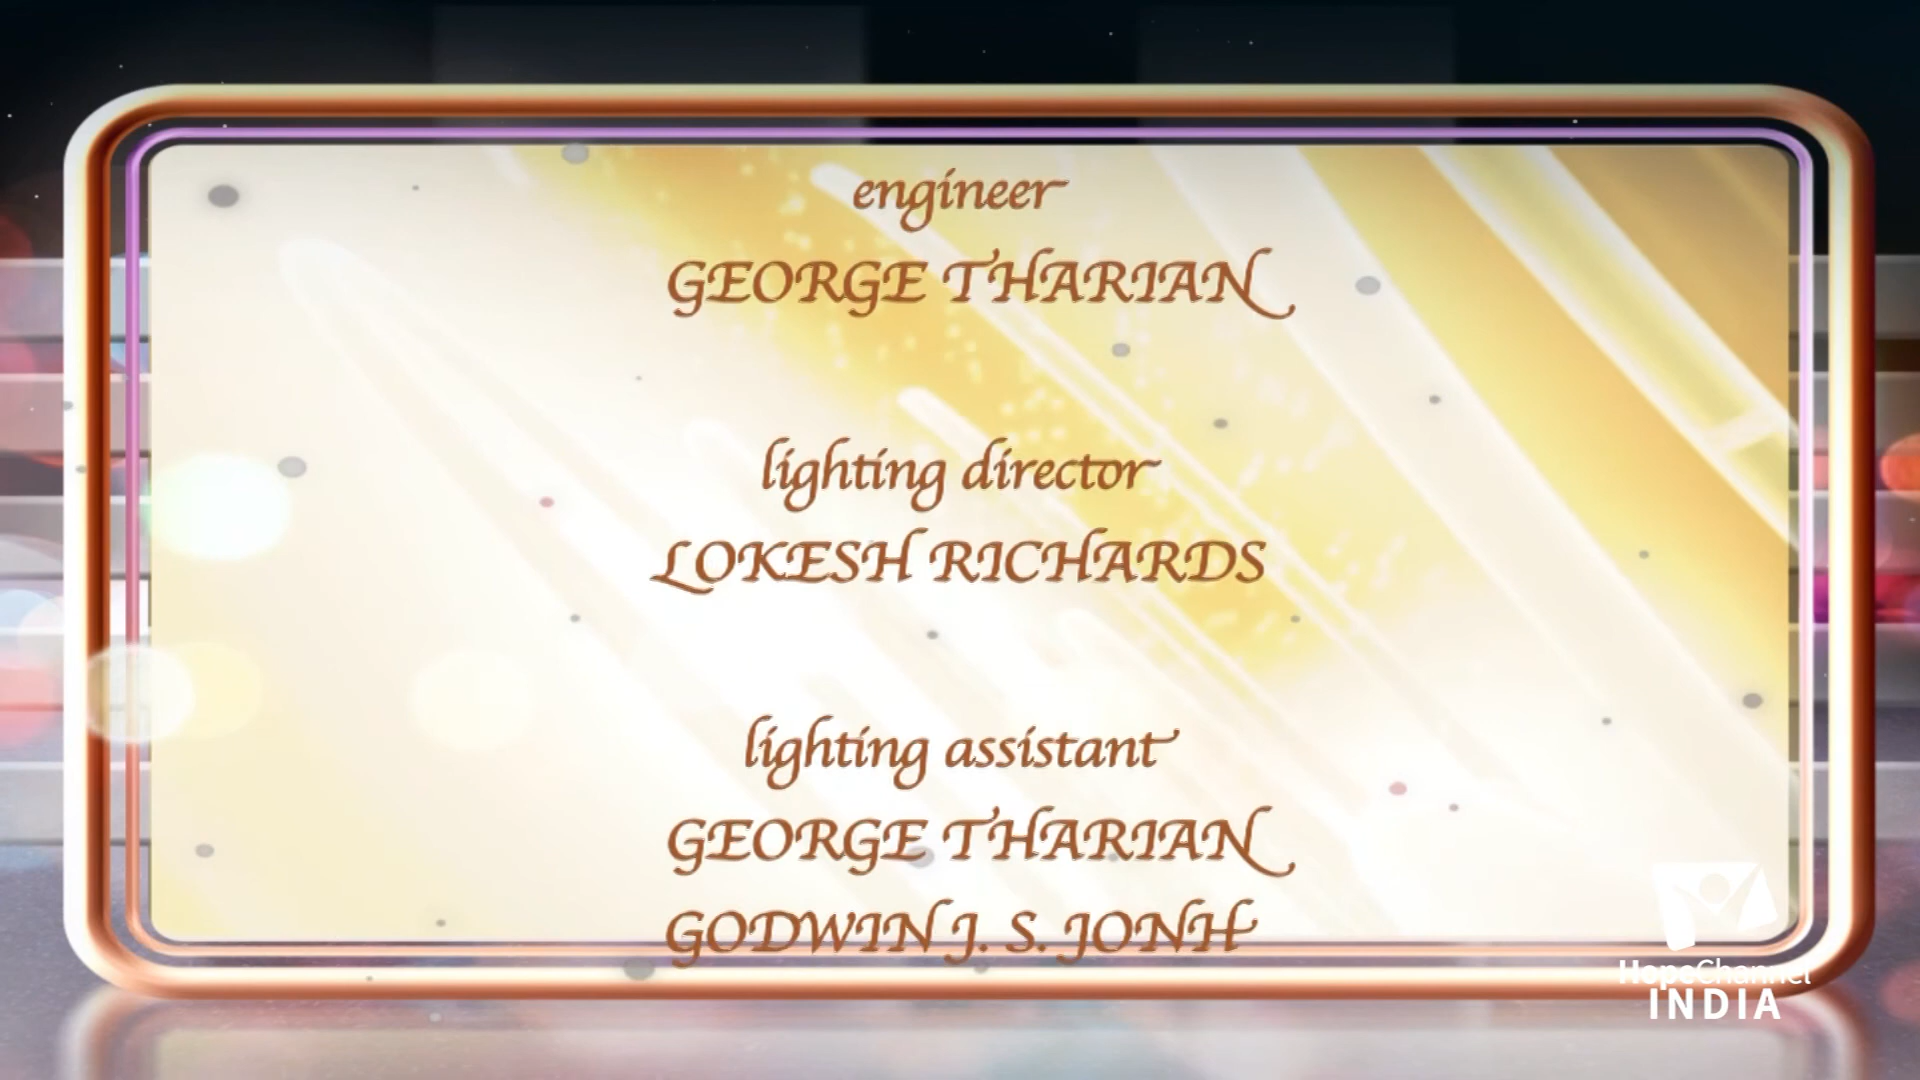 engineer
GEORGE THARIAN
lighting director
LOKESH RICHARDS
lighting assistant
GEORGE THARIAN
GODWIN J. S. JONH
HopeChannel
INDIA